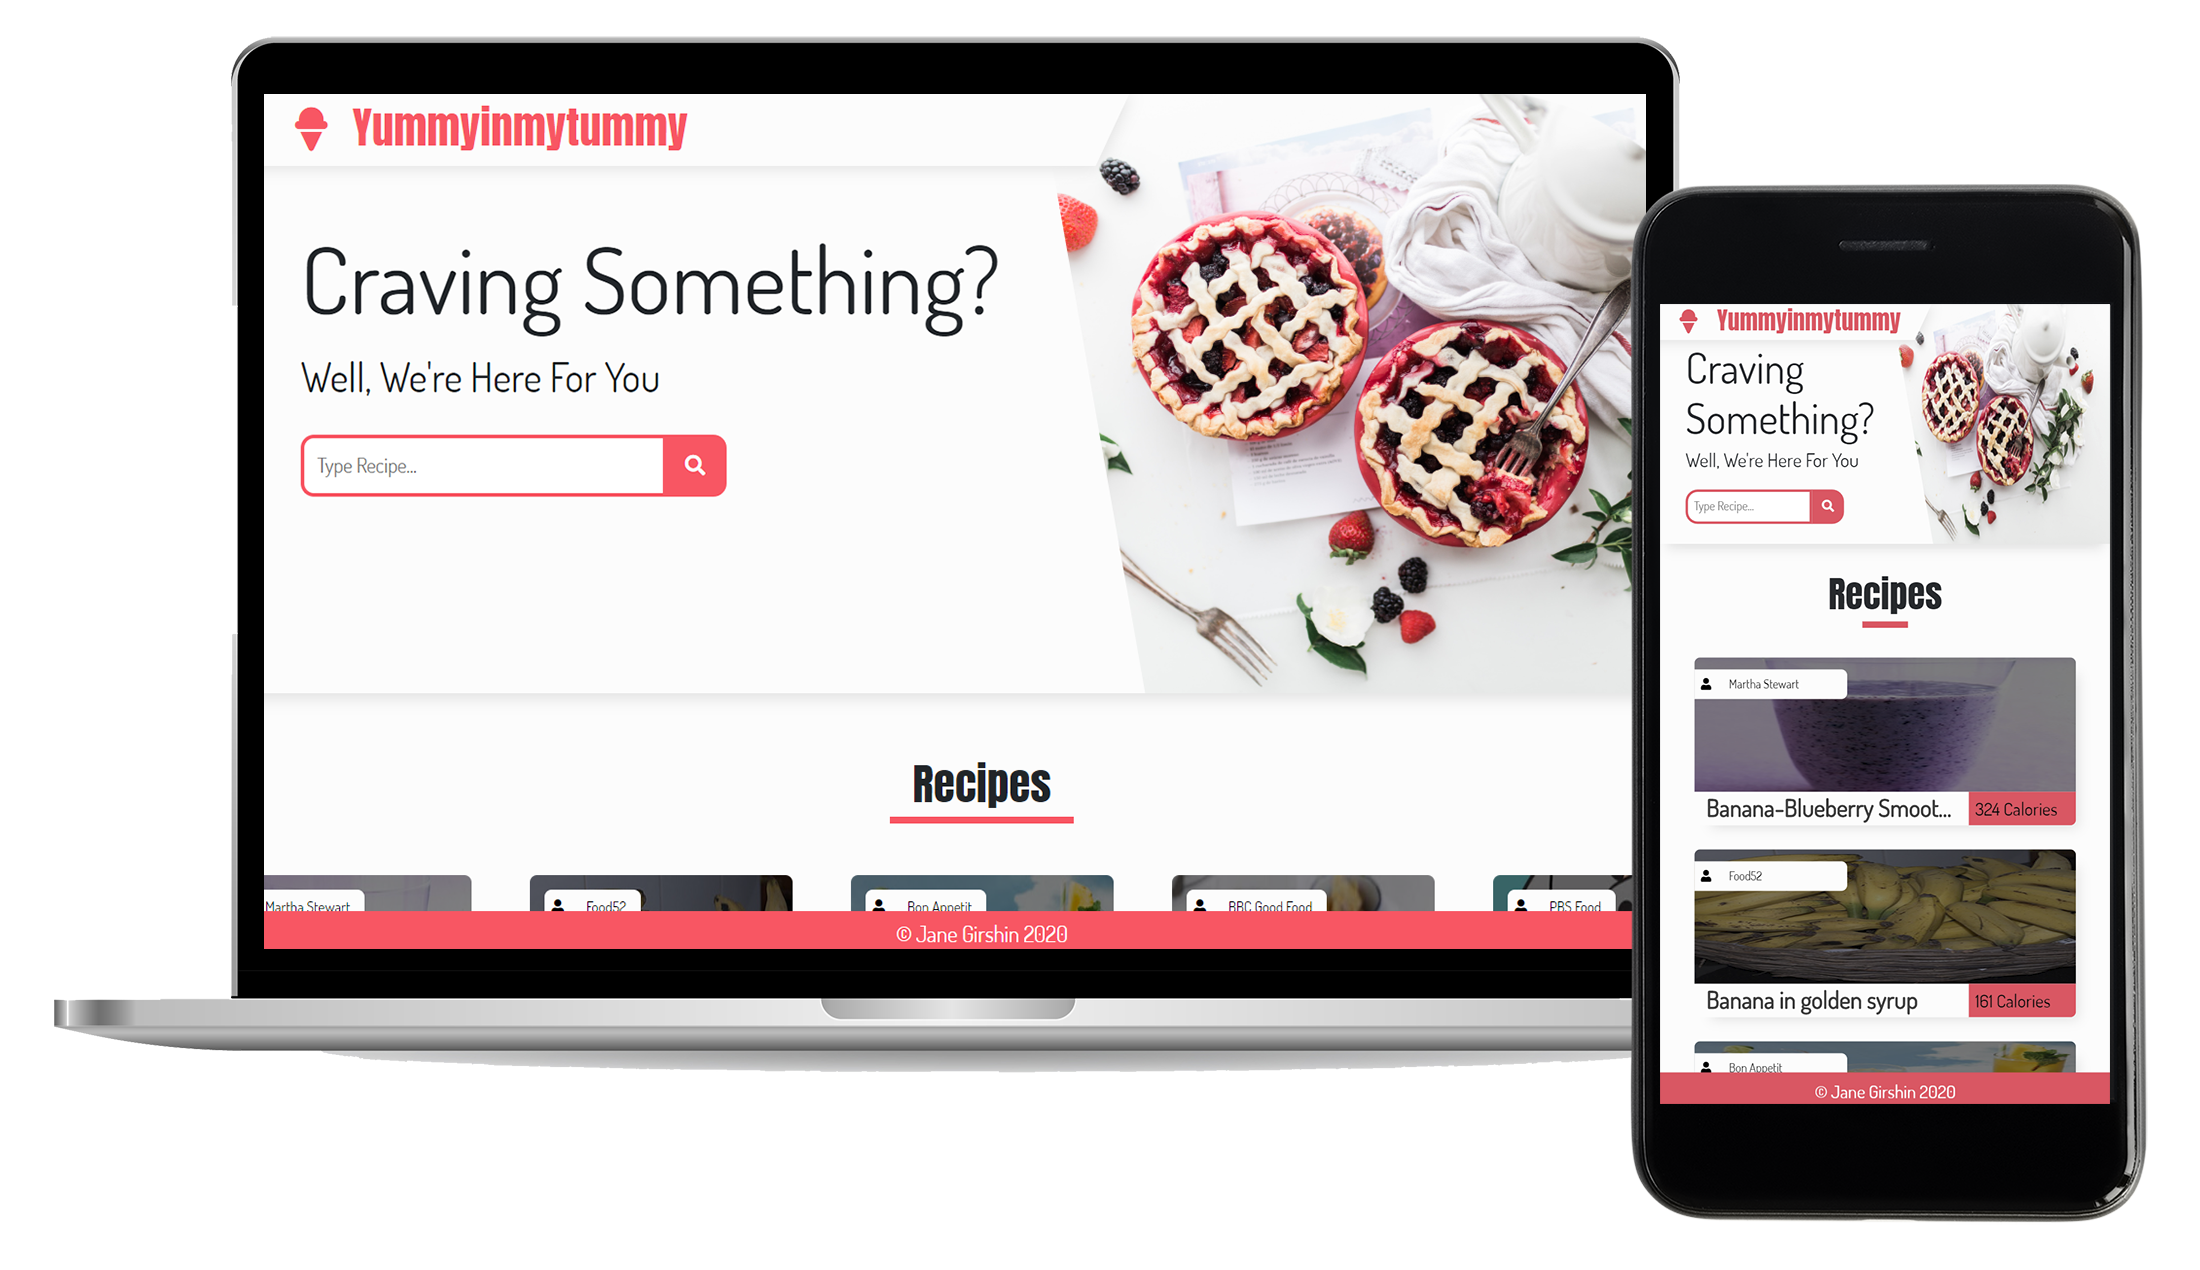 Yummyinmytummy
Craving Something?
Well, We're Here For You
Type Recipe...
Recipes
Martha Stewart
Food52
Bon Appetit
BBC Good Food
PBS Food
© Jane Girshin 2020
Yummyinmytummy
Craving
Something?
Well, We're Here For You
Type Recipe...
Recipes
Martha Stewart
Banana-Blueberry Smoot...
324 Calories
Food52
Banana in golden syrup
161 Calories
Bon Appetit
© Jane Girshin 2020